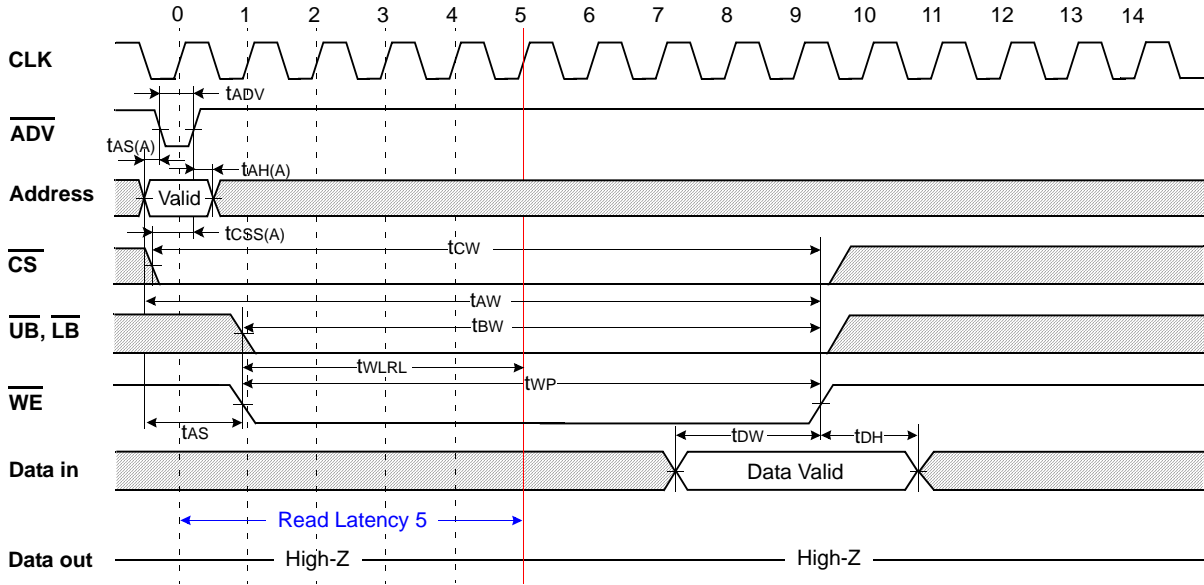 0 1 2 3 4 5 6 7 8 9 10 11 12 13 14
CLK
tADV
ADV
tAS(A)
tAH(A)
Address Valid
tCSS(A)
tCW
CS
tAW
UB, LB
tBW
tWLRL
tWP
WE
tAS
tDW tDH
Data in Data Valid
Read Latency 5
Data out High-Z High-Z